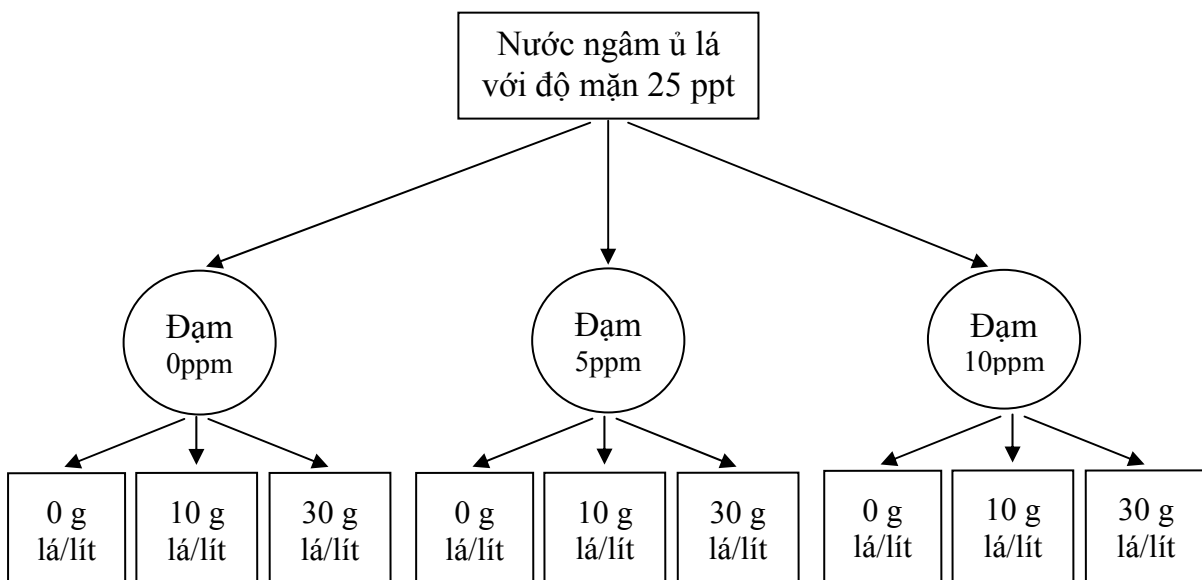 Nước ngâm ủ lá
với độ mặn 25 ppt
Đạm
0ppm
Đạm
5ppm
Đạm
10ppm
0 g
lá/lít
10 g
lá/lít
30 g
lá/lít
0 g
lá/lít
10 g
lá/lít
30 g
lá/lít
0 g
lá/lít
10 g
lá/lít
30 g
lá/lít